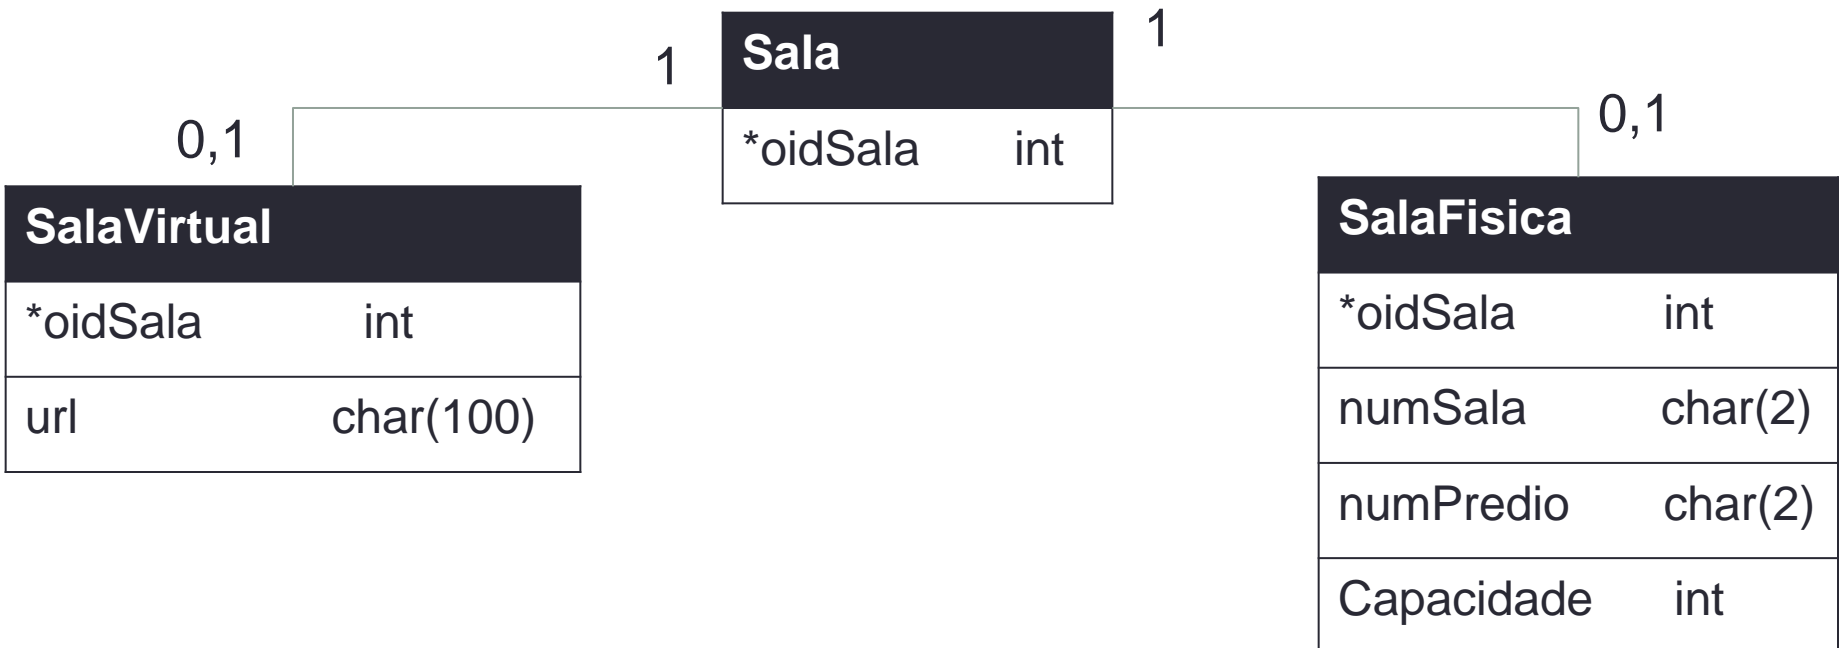 1
Sala
1
*oidSala int
0,1
0,1
SalaVirtual
*oidSala int
url char(100)
SalaFisica
*oidSala int
numSala char(2)
numPredio char(2)
Capacidade int